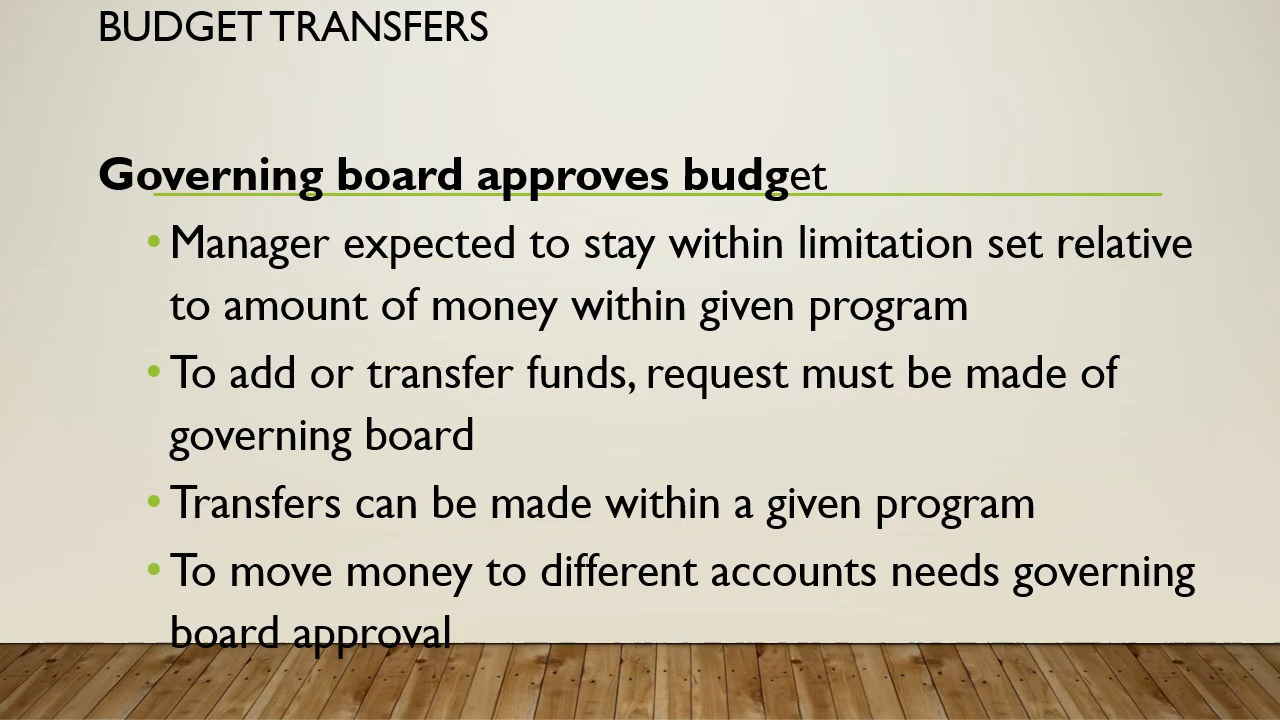 BUDGET TRANSFERS
Governing board approves budget
• Manager expected to stay within limitation set relative
to amount of money within given program
• To add or transfer funds, request must be made of
governing board
• Transfers can be made within a given program
• To move money to different accounts needs governing
board approval